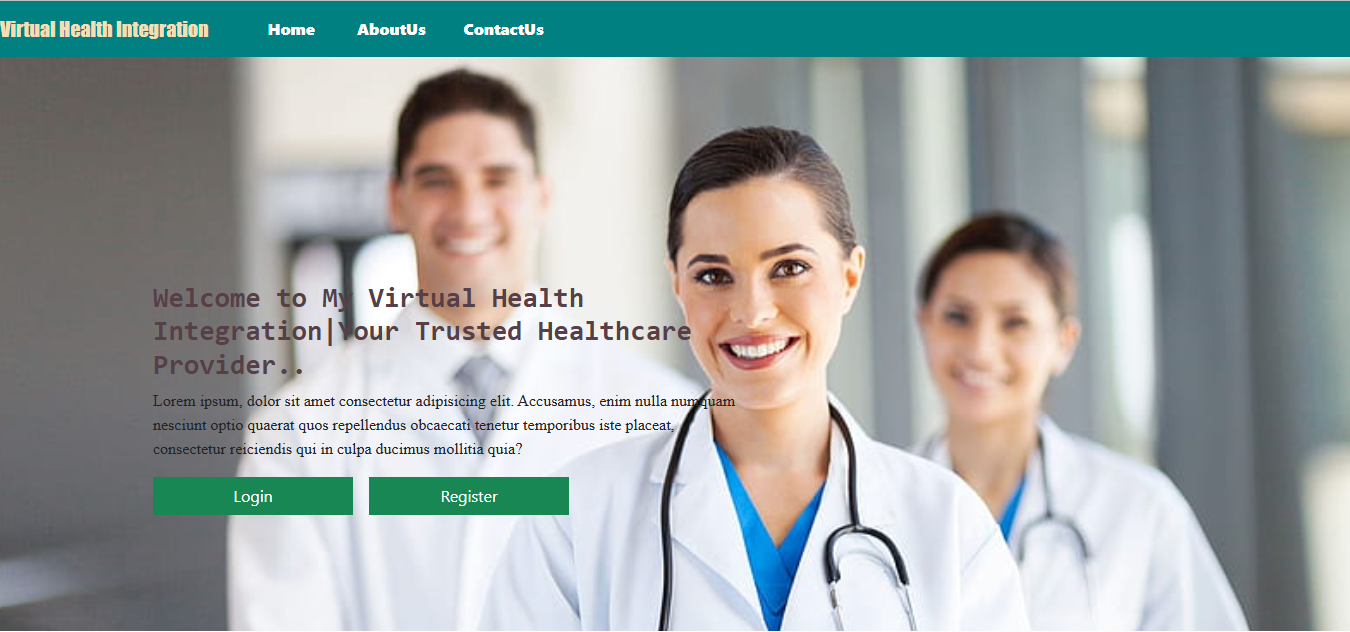 Virtual Health Integration
Home AboutUs ContactUs
Welcome to My Virtual Health
Integration|Your Trusted Healthcare
Provider..
Lorem ipsum, dolor sit amet consectetur adipisicing elit. Accusamus, enim nulla numquam
nesciunt optio quaerat quos repellendus obcaecati tenetur temporibus iste placeat,
consectetur reiciendis qui in culpa ducimus mollitia quia?
Login Register